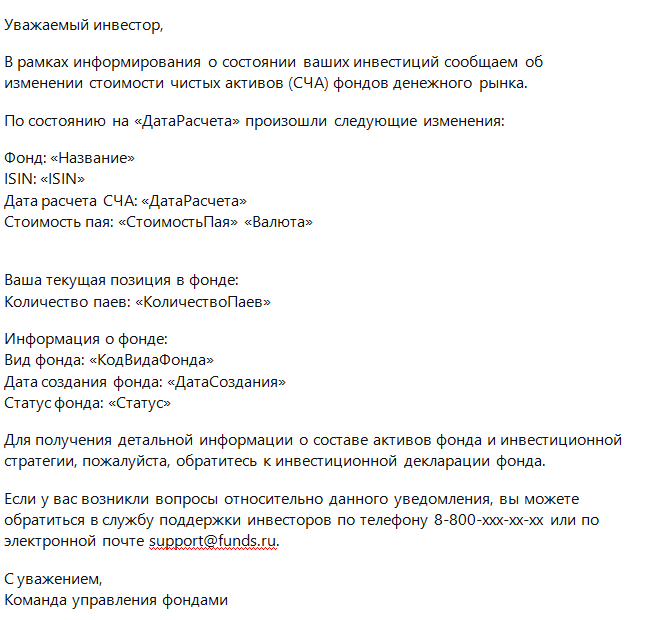 Уважаемый инвестор,
В рамках информирования о состоянии ваших инвестиций сообщаем об
изменении стоимости чистых активов (СЧА) фондов денежного рынка.
По состоянию на «ДатаРасчета» произошли следующие изменения:
Фонд: «Название»
ISIN: «ISIN»
Дата расчета СЧА: «ДатаРасчета»
Стоимость пая: «СтоимостьПая» «Валюта»
Ваша текущая позиция в фонде:
Количество паев: «КоличествоПаев»
Информация о фонде:
Вид фонда: «КодВидаФонда»
Дата создания фонда: «ДатаСоздания»
Статус фонда: «Статус»
Для получения детальной информации о составе активов фонда и инвестиционной
стратегии, пожалуйста, обратитесь к инвестиционной декларации фонда.
Если у вас возникли вопросы относительно данного уведомления, вы можете
обратиться в службу поддержки инвесторов по телефону 8-800-xxx-xx-xx или по
электронной почте support@funds.ru.
С уважением,
Команда управления фондами